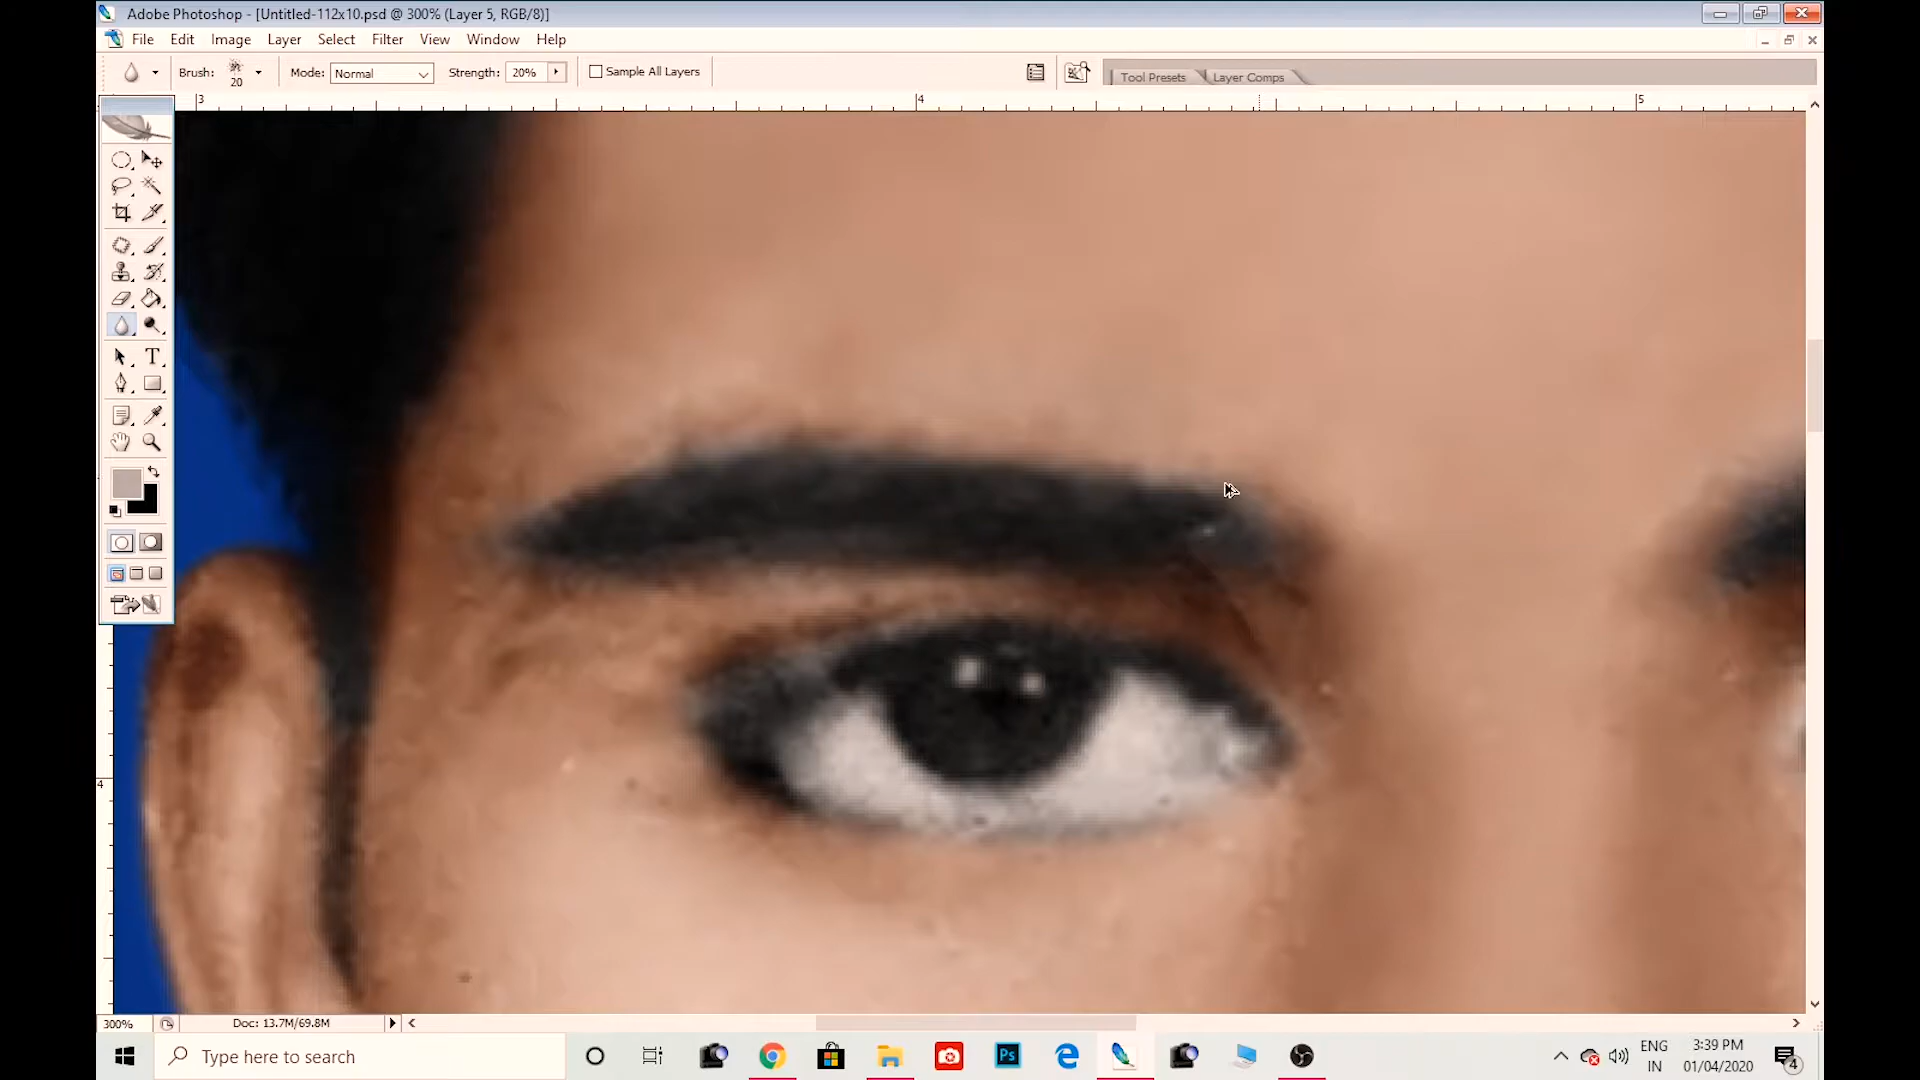 Adobe Photoshop - [Untitled-112x10.psd @ 300% (Layer 5, RGB/8)]
File Edit Image Layer Select Filter View Window Help
Brush: 20 Mode: Normal Strength: 20% Sample All Layers Tool Presets Layer Comps
3 4 5
T
4
300% Doc: 13.7M/69.8M
Type here to search
Ps
ENG
IN
3:39 PM
01/04/2020
4